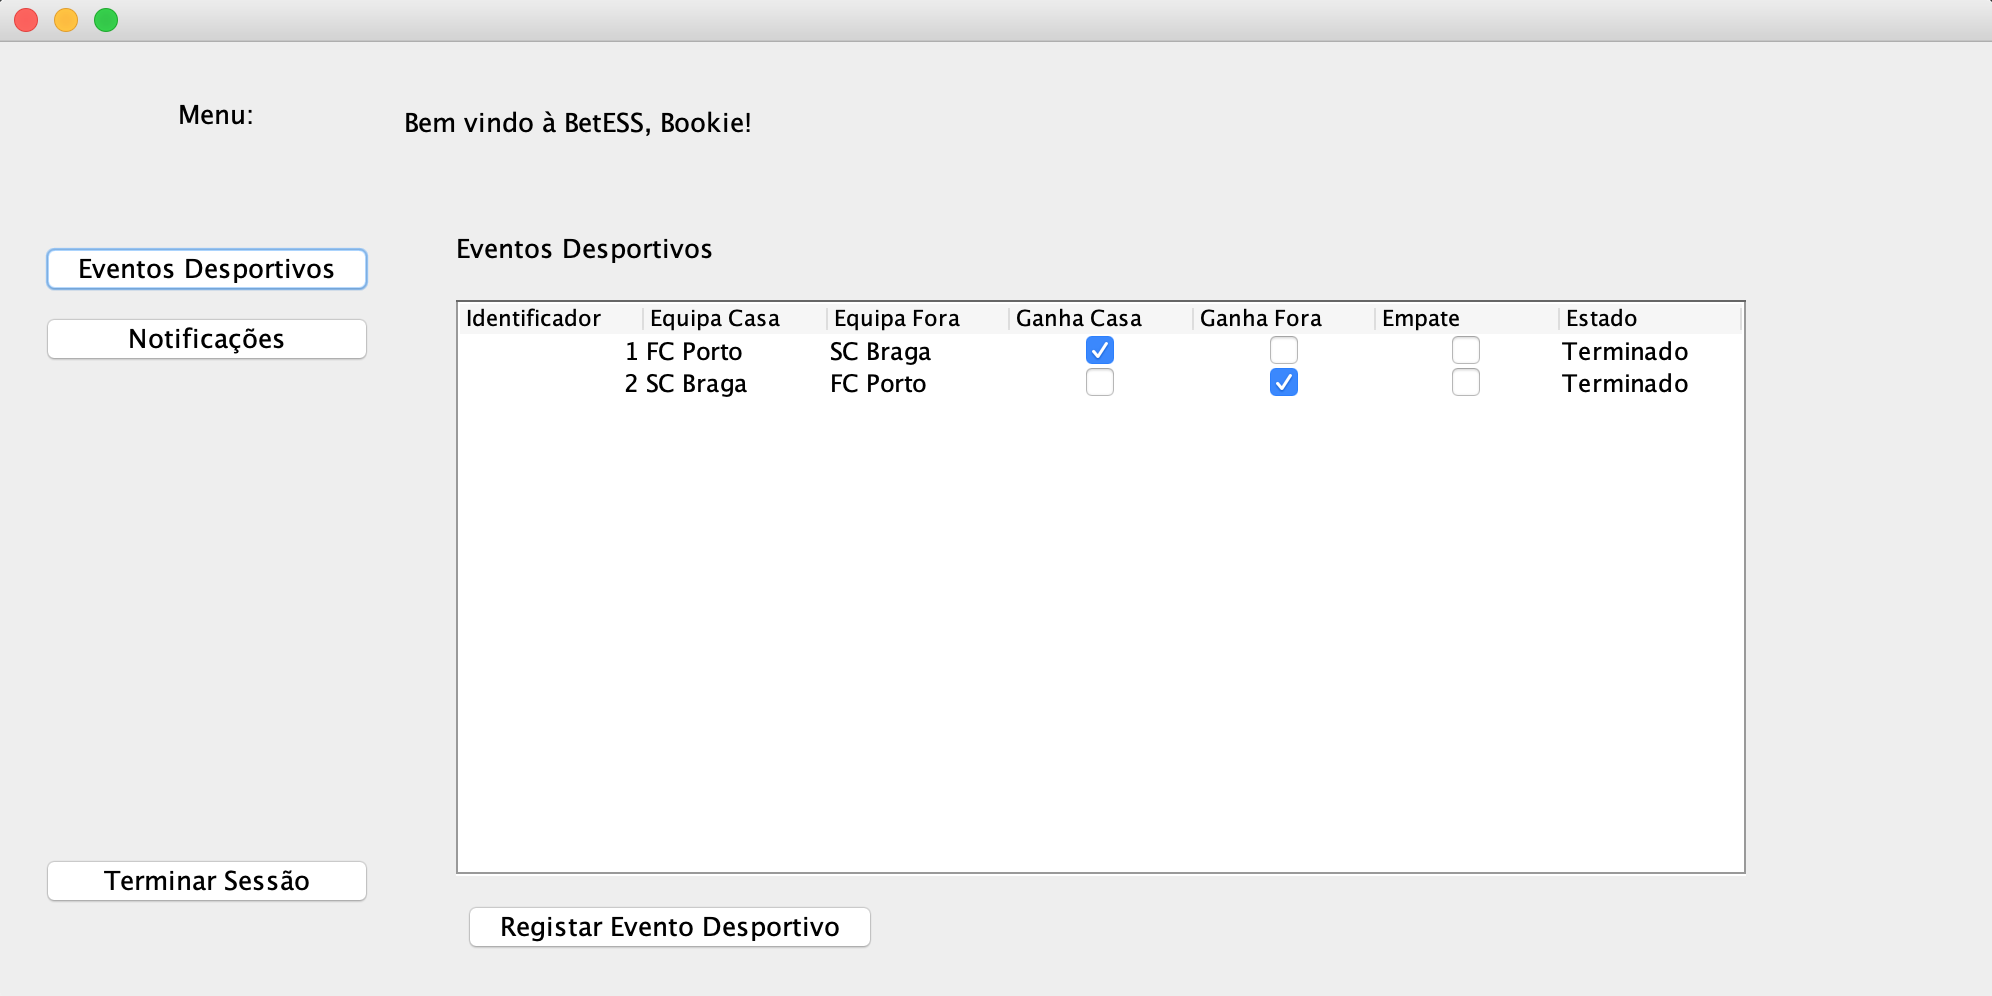 Menu:
Bem vindo à BetESS, Bookie!
Eventos Desportivos
Notificações
Terminar Sessão
Eventos Desportivos
Identificador Equipa Casa Equipa Fora Ganha Casa Ganha Fora Empate Estado
1 FC Porto SC Braga Terminado
2 SC Braga FC Porto Terminado
Registar Evento Desportivo